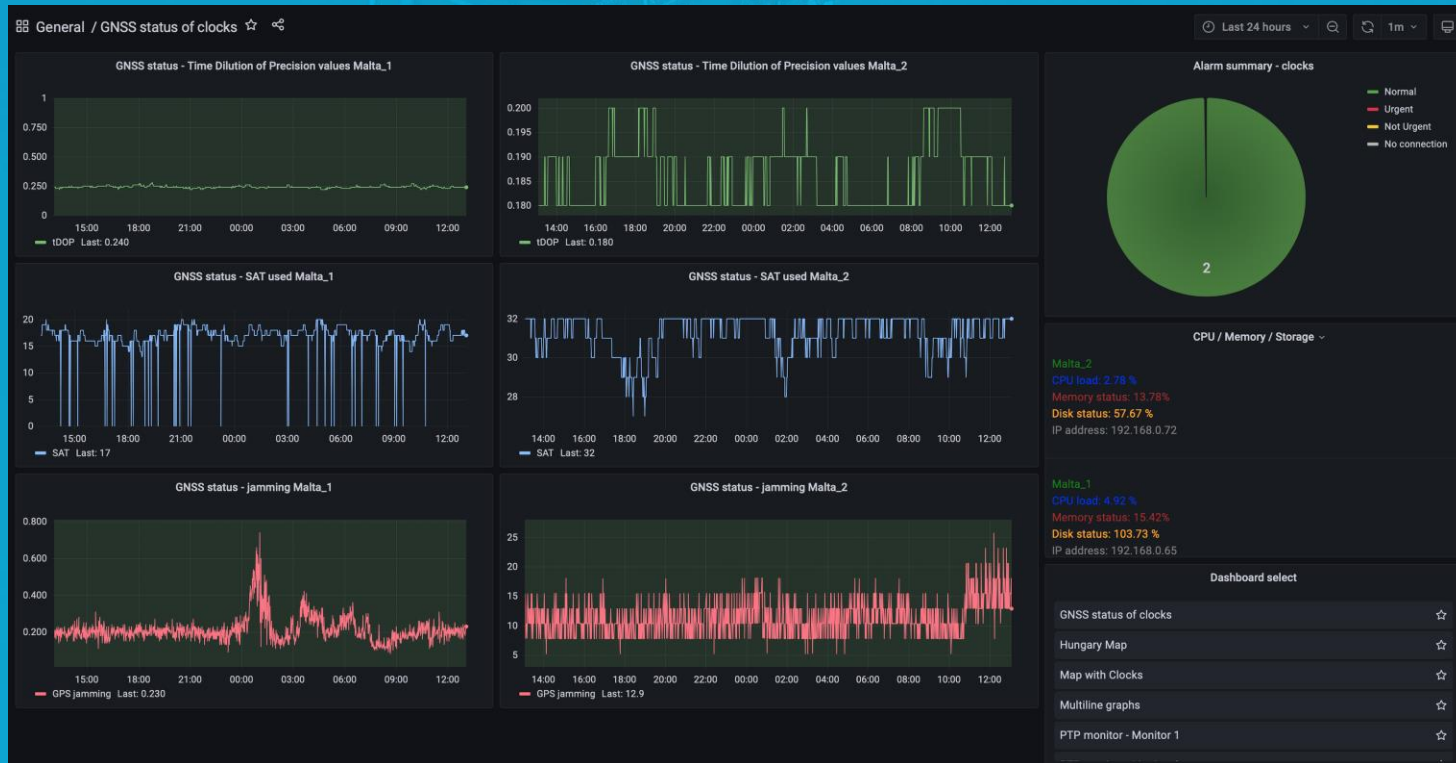 General / GNSS status of clocks
Last 24 hours
1m
GNSS status - Time Dilution of Precision values Malta_1
1
0.750
0.500
0.250
0
15:00 18:00 21:00 00:00 03:00 06:00 09:00 12:00
tDOP Last: 0.240
GNSS status - Time Dilution of Precision values Malta_2
0.200
0.195
0.190
0.185
0.180
14:00 16:00 18:00 20:00 22:00 00:00 02:00 04:00 06:00 08:00 10:00 12:00
tDOP Last: 0.180
Alarm summary - clocks
Normal
Urgent
Not Urgent
No connection
2
GNSS status - SAT used Malta_1
20
15
10
5
0
15:00 18:00 21:00 00:00 03:00 06:00 09:00 12:00
SAT Last: 17
GNSS status - SAT used Malta_2
32
30
28
14:00 16:00 18:00 20:00 22:00 00:00 02:00 04:00 06:00 08:00 10:00 12:00
SAT Last: 32
CPU / Memory / Storage
Malta_2
CPU load: 2.78 %
Memory status: 13.78%
Disk status: 57.67 %
IP address: 192.168.0.72
Malta_1
CPU load: 4.92 %
Memory status: 15.42%
Disk status: 103.73 %
IP address: 192.168.0.65
GNSS status - jamming Malta_1
0.800
0.600
0.400
0.200
15:00 18:00 21:00 00:00 03:00 06:00 09:00 12:00
GPS jamming Last: 0.230
GNSS status - jamming Malta_2
25
20
15
10
5
14:00 16:00 18:00 20:00 22:00 00:00 02:00 04:00 06:00 08:00 10:00 12:00
GPS jamming Last: 12.9
Dashboard select
GNSS status of clocks
Hungary Map
Map with Clocks
Multiline graphs
PTP monitor - Monitor 1